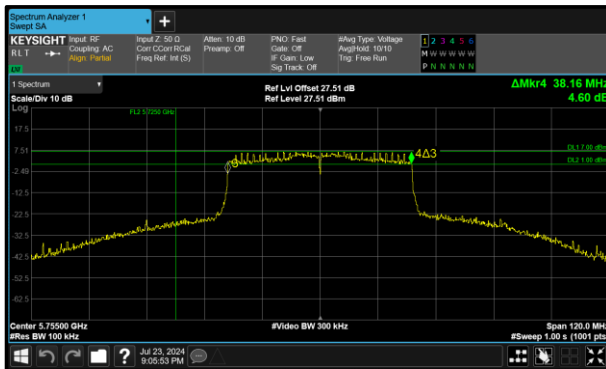 Spectrum Analyzer 1
Swept SA
KEYSIGHT
RLT
Input: RF
Coupling: AC
Align: Partial
Input Z: 50 Ω
Corr CCorr RCal
Freq Ref: Int (S)
Atten: 10 dB
Preamp: Off
PNO: Fast
Gate: Off
IF Gain: Low
Sig Track: Off
#Avg Type: Voltage
Avg|Hold: 10/10
Trig: Free Run
1 2 3 4 5 6
M W W W W W
P N N N N N
1 Spectrum
Scale/Div 10 dB
Ref Lvl Offset 27.51 dB
Ref Level 27.51 dBm
ΔMkr4 38.16 MHz
4.60 dB
Log
FL2 5.7250 GHz
17.5
7.51
DL1 7.60 dBm
4Δ3
-2.49
DL2 1.60 dBm
-12.5
-22.5
-32.5
-42.5
-52.5
-62.5
Center 5.75500 GHz
#Video BW 300 kHz
Span 120.0 MHz
#Res BW 100 kHz
#Sweep 1.00 s (1001 pts)
?
Jul 23, 2024
9:05:53 PM